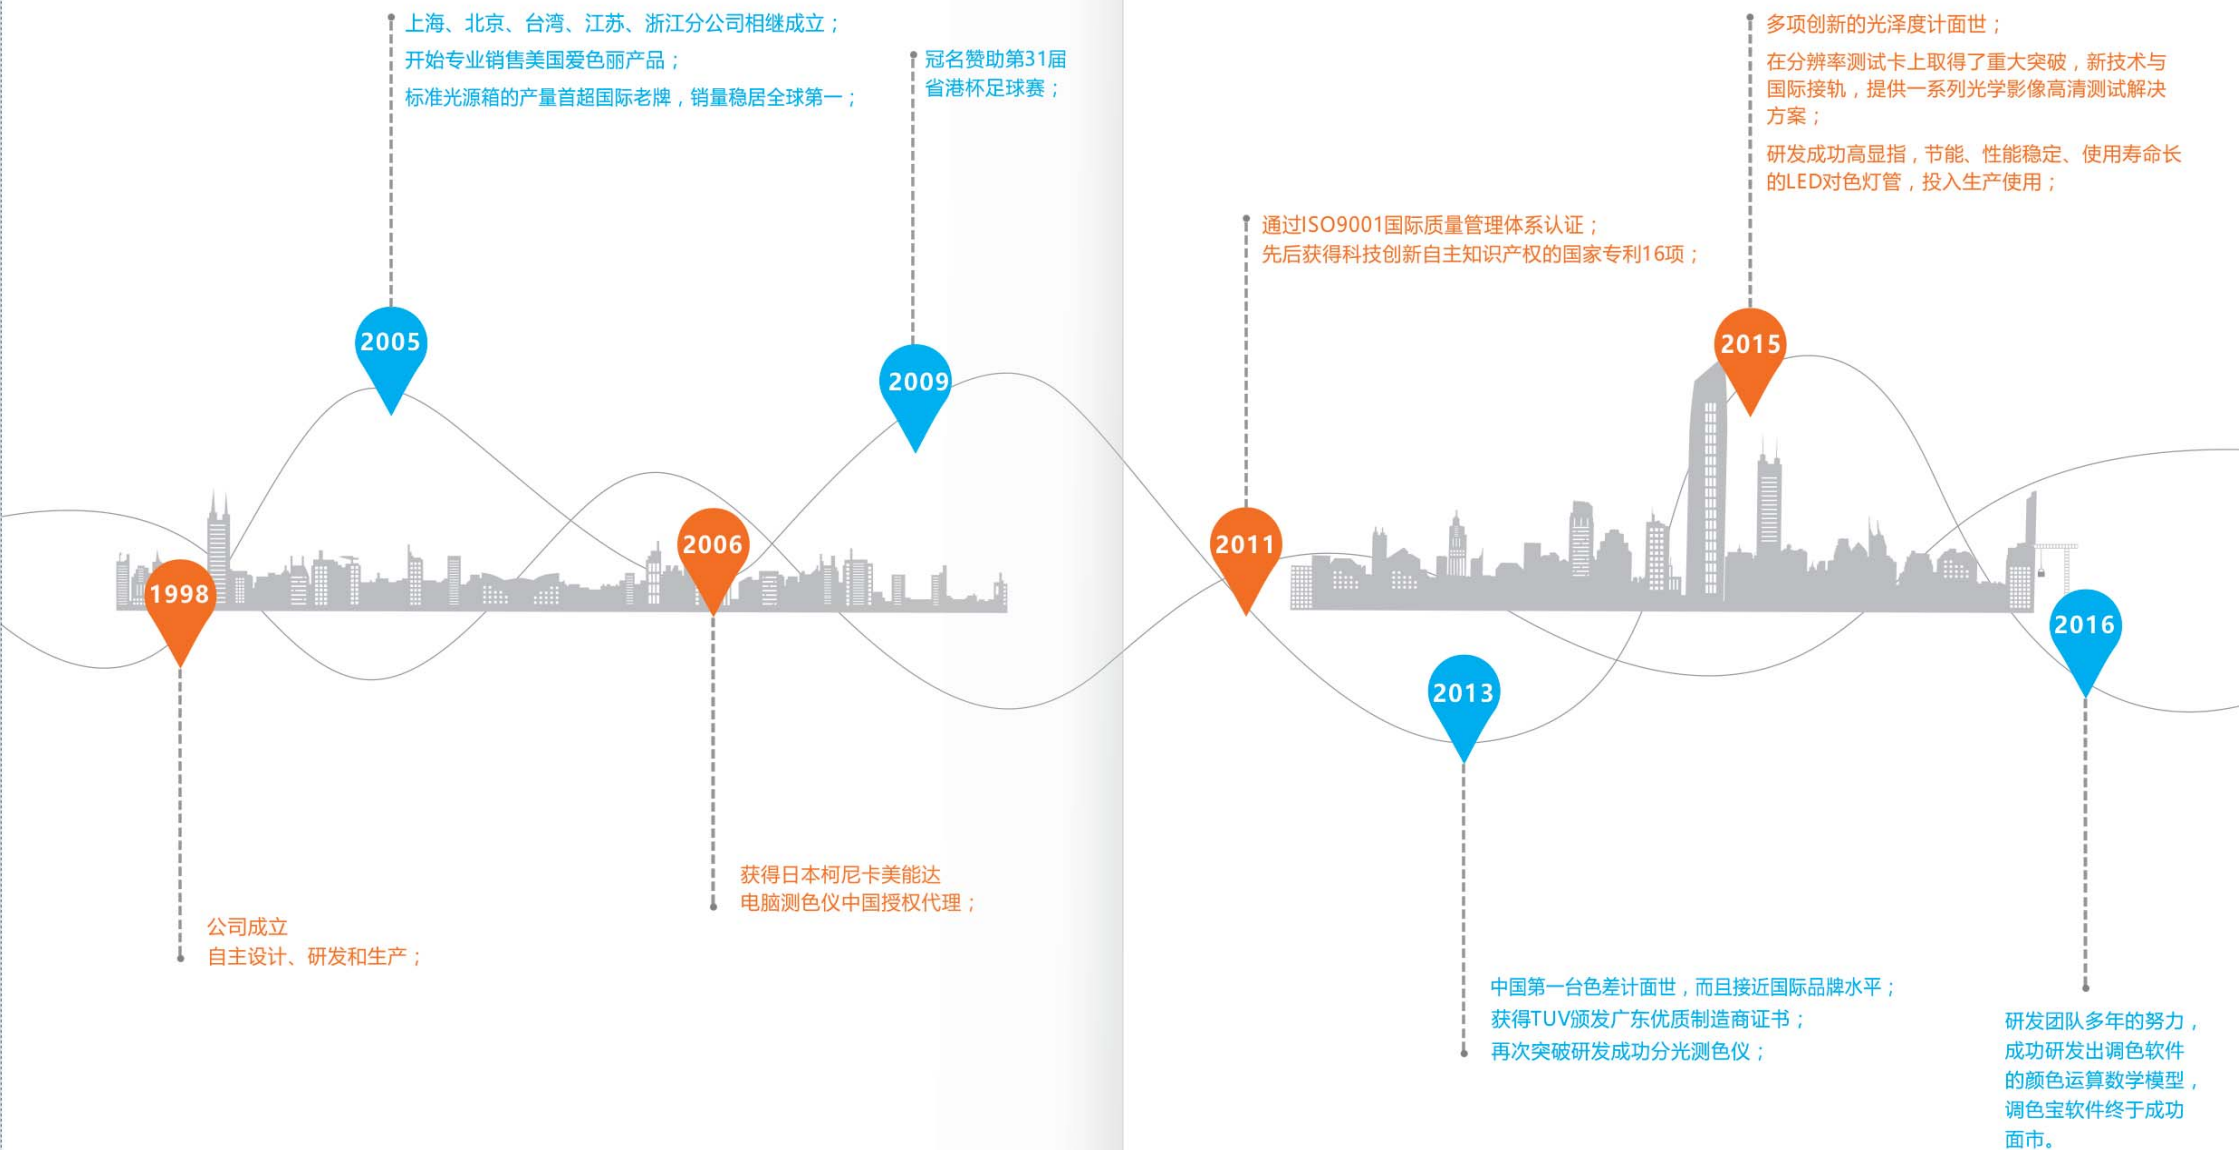 上海、北京、台湾、江苏、浙江分公司相继成立；
开始专业销售美国爱色丽产品；
标准光源箱的产量首超国际老牌，销量稳居全球第一；
2005
冠名赞助第31届
省港杯足球赛；
2009
1998
公司成立
自主设计、研发和生产；
2006
获得日本柯尼卡美能达
电脑测色仪中国授权代理；
通过ISO9001国际质量管理体系认证；
先后获得科技创新自主知识产权的国家专利16项；
2011
多项创新的光泽度计面世；
在分辨率测试卡上取得了重大突破，新技术与
国际接轨，提供一系列光学影像高清测试解决
方案；
研发成功高显指，节能、性能稳定、使用寿命长
的LED对色灯管，投入生产使用；
2015
2013
中国第一台色差计面世，而且接近国际品牌水平；
获得TUV颁发广东优质制造商证书；
再次突破研发成功分光测色仪；
2016
研发团队多年的努力，
成功研发出调色软件
的颜色运算数学模型，
调色宝软件终于成功
面市。